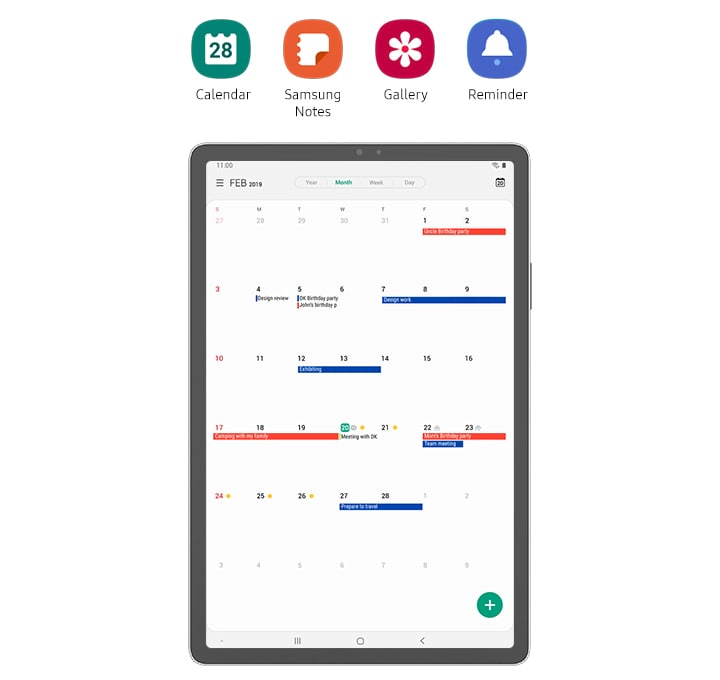 28
Calendar
Samsung
Notes
Gallery
Reminder
11:00
FEB 2019
Year Month Week Day
20
S M T W T F S
27 28 29 30 31 1 2
Uncle Birthday party
3 4 5 6 7 8 9
Design review DK Birthday party Design work
John's birthday p
10 11 12 13 14 15 16
Exhibiting
17 18 19 20 21 22 23
Camping with my family Meeting with DK Mom's Birthday party
Team meeting
24 25 26 27 28 1 2
Prepare to travel
3 4 5 6 7 8 9